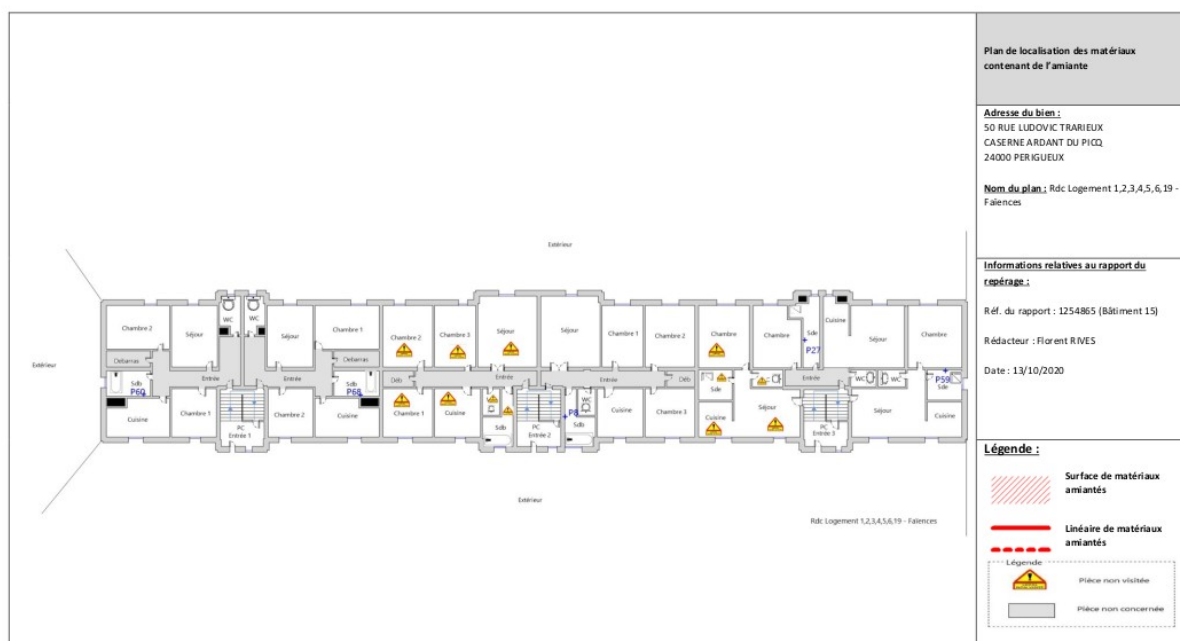 Plan de localisation des matériaux
contenant de l'amiante
Adresse du bien :
50 RUE LUDOVIC TRARIEUX
CASERNE ARDANT DU PICQ
24000 PERIGUEUX
Nom du plan : Rdc Logement 1,2,3,4,5,6,19 -
Faïences
Informations relatives au rapport du
repérage :
Réf. du rapport : 1254865 (Bâtiment 15)
Rédacteur : Florent RIVES
Date : 13/10/2020
Légende :
Surface de matériaux
amiantés
Linéaire de matériaux
amiantés
Légende
Pièce non visitée
Pièce non concernée
Extérieur
Extérieur
Chambre 2
Séjour
WC
WC
Séjour
Chambre 1
Chambre 2
Chambre 3
Séjour
Séjour
Chambre 1
Chambre 2
Chambre
Chambre
Sde
P27
Cuisine
Séjour
Chambre
Debarras
Debarras
Sdb
P60
Entrée
Entrée
Sdb
P68
Déb
Entrée
Entrée
Déb
Sde
Entrée
WC
WC
P59
Sde
Cuisine
Chambre 1
PC
Entrée 1
Chambre 2
Cuisine
Chambre 1
Cuisine
Sdb
PC
Entrée 2
P8
WC
Sdb
Cuisine
Chambre 3
Cuisine
Séjour
PC
Entrée 3
Séjour
Cuisine
Extérieur
Rdc Logement 1,2,3,4,5,6,19 - Faïences